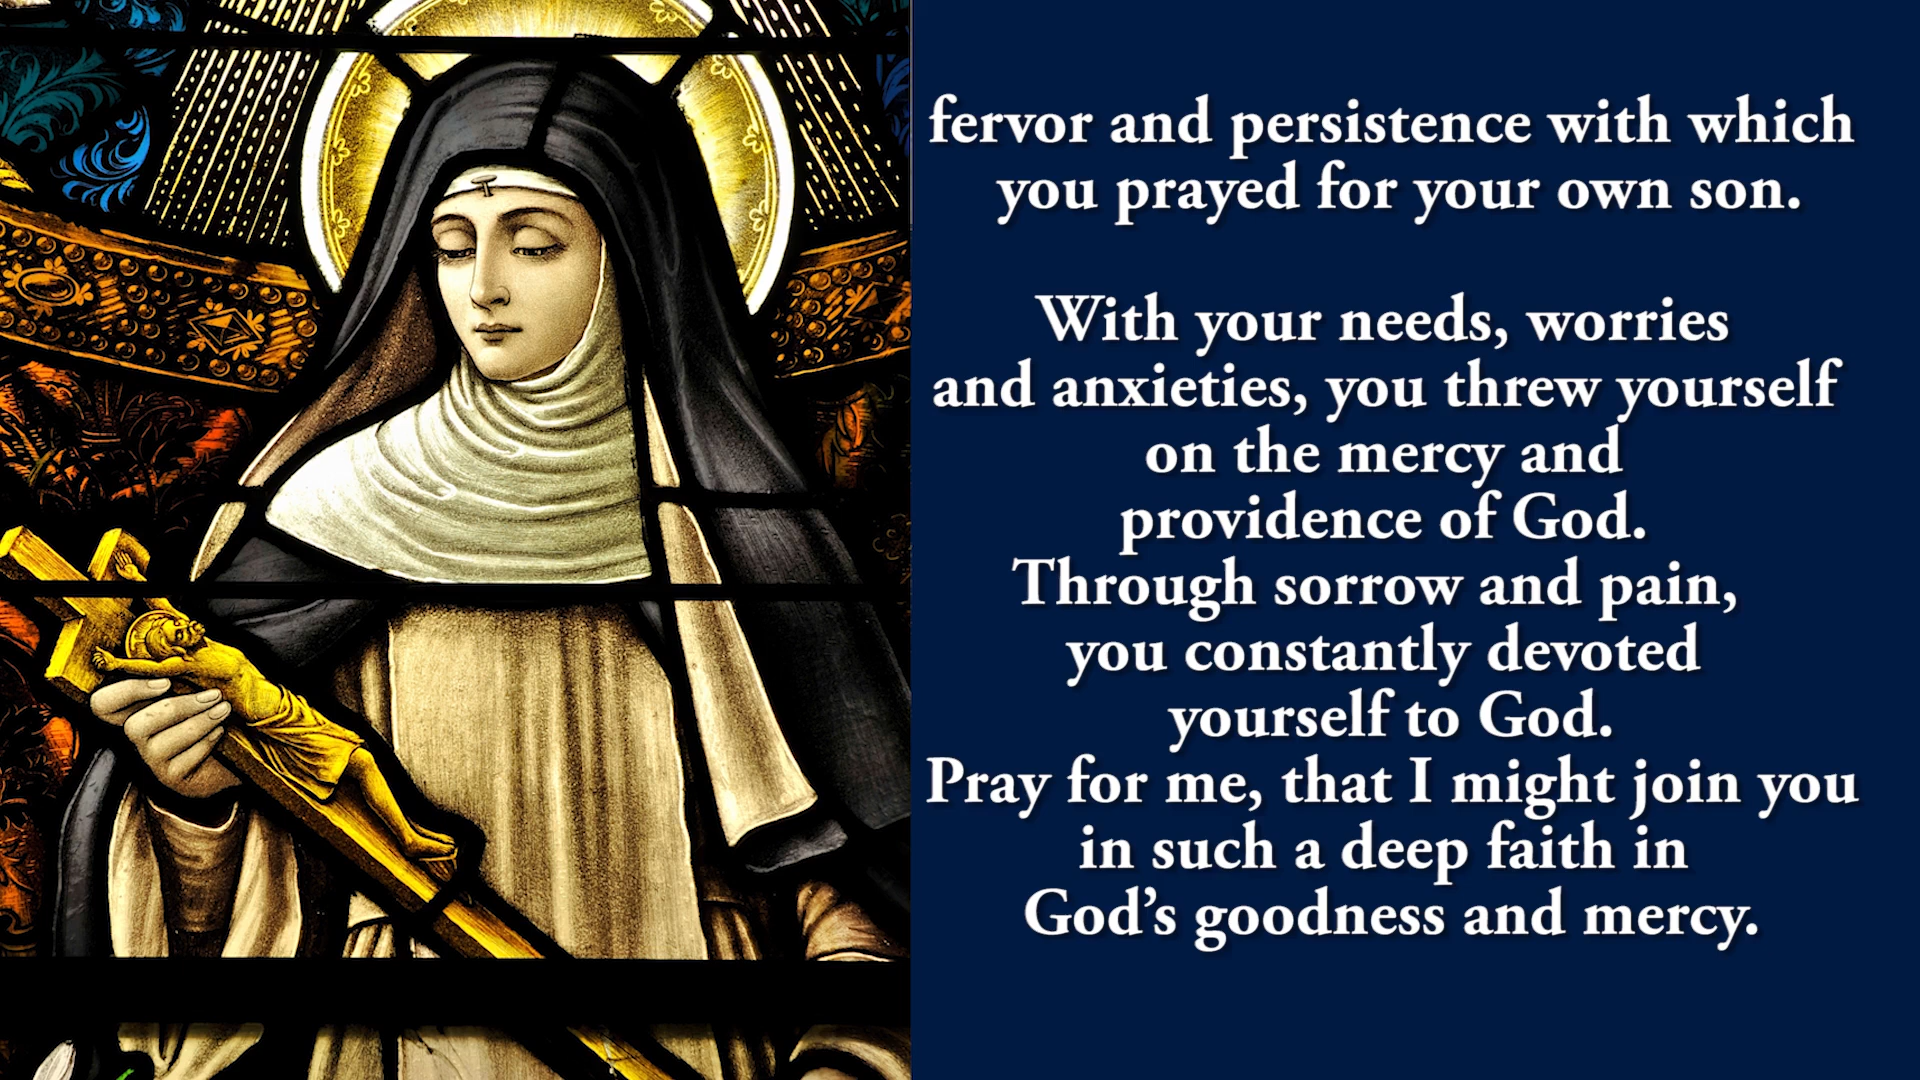 fervor and persistence with which
you prayed for your own son.
With your needs, worries
and anxieties, you threw yourself
on the mercy and
providence of God.
Through sorrow and pain,
you constantly devoted
yourself to God.
Pray for me, that I might join you
in such a deep faith in
God’s goodness and mercy.